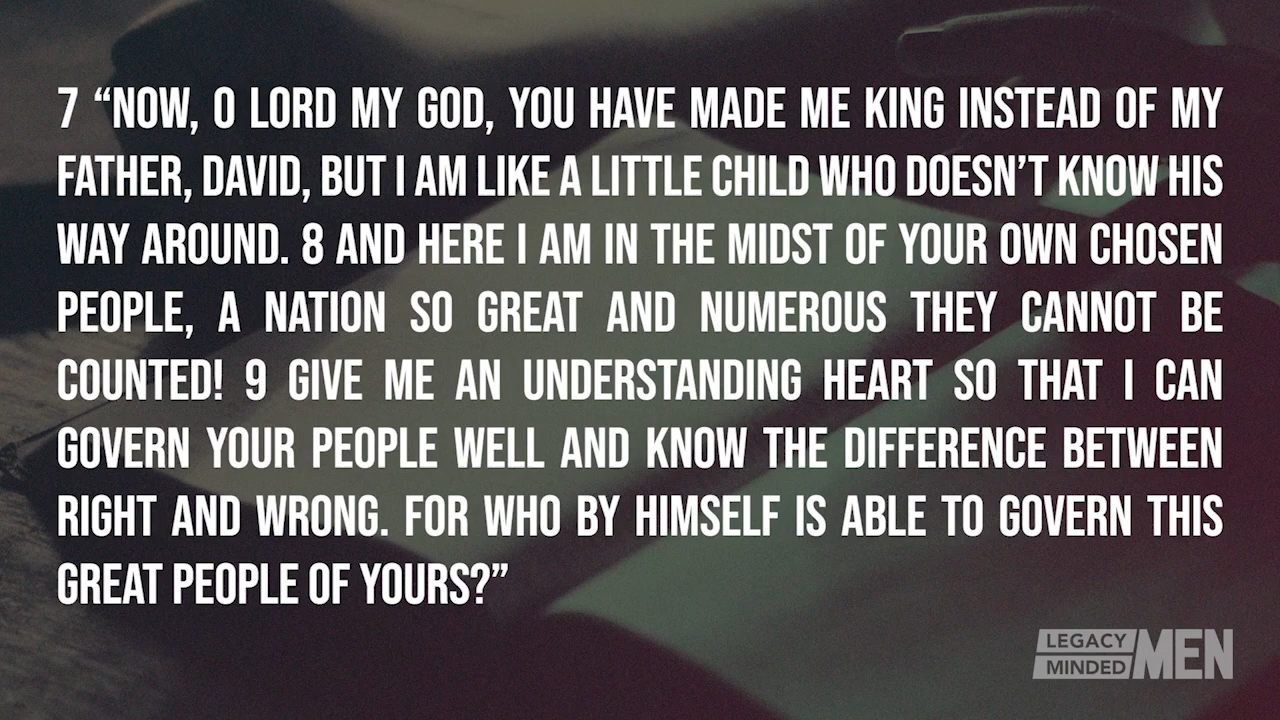 7 “NOW, O LORD MY GOD, YOU HAVE MADE ME KING INSTEAD OF MY
FATHER, DAVID, BUT I AM LIKE A LITTLE CHILD WHO DOESN’T KNOW HIS
WAY AROUND. 8 AND HERE I AM IN THE MIDST OF YOUR OWN CHOSEN
PEOPLE, A NATION SO GREAT AND NUMEROUS THEY CANNOT BE
COUNTED! 9 GIVE ME AN UNDERSTANDING HEART SO THAT I CAN
GOVERN YOUR PEOPLE WELL AND KNOW THE DIFFERENCE BETWEEN
RIGHT AND WRONG. FOR WHO BY HIMSELF IS ABLE TO GOVERN THIS
GREAT PEOPLE OF YOURS?”
LEGACY
MINDED
MEN